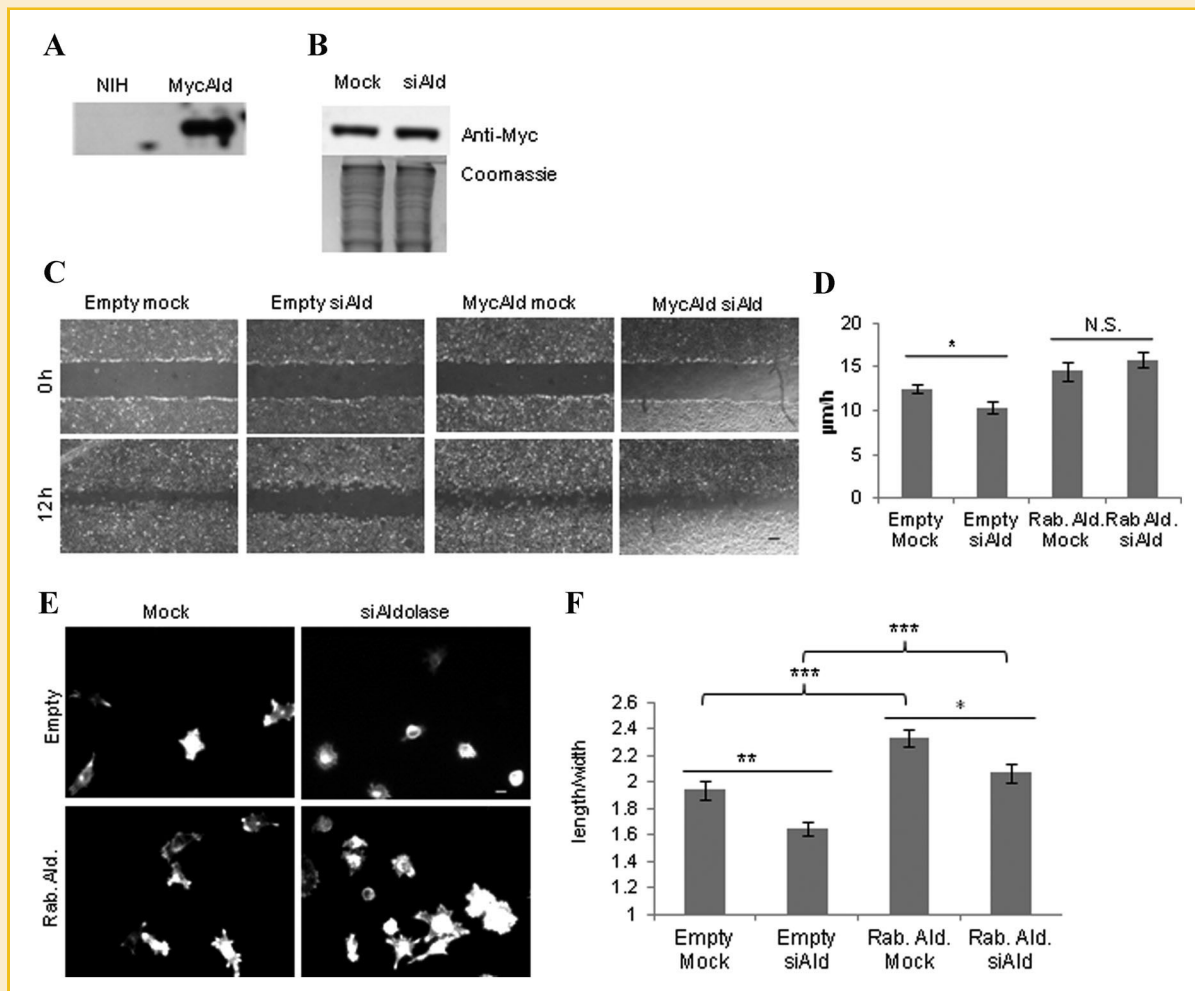 A
NIH MycAld
B
Mock siAld
Anti-Myc
Coomassie
C
Empty mock Empty siAld MycAld mock MycAld siAld
0h
12h
D
µm/h
20
15
10
5
0
*
N.S.
Empty Mock
Empty siAld
Rab. Ald. Mock
Rab Ald. siAld
E
Mock siAldolase
Empty
Rab. Ald.
F
length/width
2.6
2.4
2.2
2
1.8
1.6
1.4
1.2
1
***
***
**
*
Empty Mock
Empty siAld
Rab. Ald. Mock
Rab. Ald. siAld